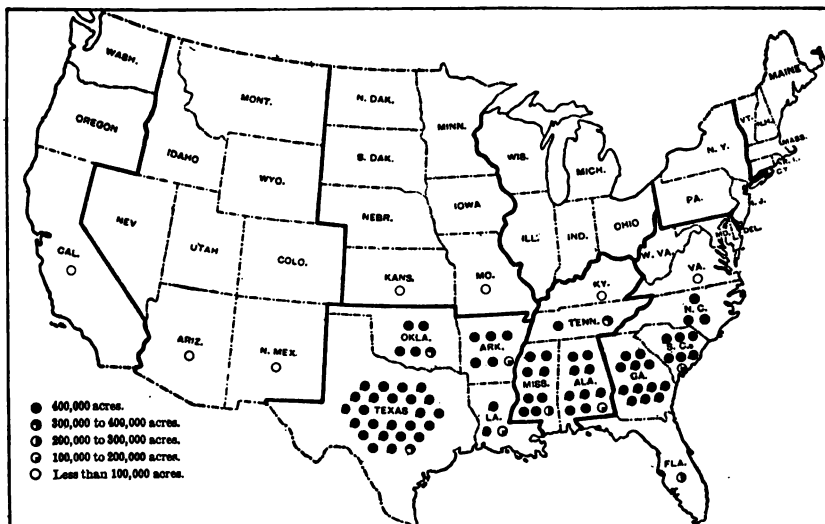 WASH.
OREGON
CAL.
NEV
IDAHO
MONT.
WYO.
UTAH
COLO.
ARIZ.
N. MEX.
N. DAK.
S. DAK.
NEBR.
KANS.
OKLA.
TEXAS
MINN.
IOWA
MO.
ARK.
LA.
WIS.
MICH.
ILL.
IND.
OHIO
KY.
TENN.
MISS.
ALA.
GA.
FLA.
S. C.
N. C.
VA.
W. VA.
PA.
N. Y.
VT.
N.H.
MAINE
MASS.
R. I.
CT
N. J.
DEL.
MD.
400,000 acres.
300,000 to 400,000 acres.
200,000 to 300,000 acres.
100,000 to 200,000 acres.
Less than 100,000 acres.